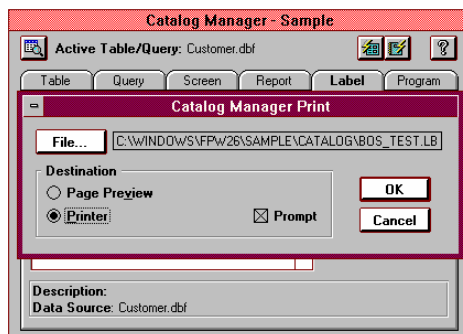 Catalog Manager - Sample
Active Table/Query: Customer.dbf
?
Table Query Screen Report Label Program
Catalog Manager Print
File... C:\WINDOWS\FPW26\SAMPLE\CATALOG\BOS_TEST.LB
Destination
Page Preview
Printer Prompt
OK
Cancel
Description:
Data Source: Customer.dbf